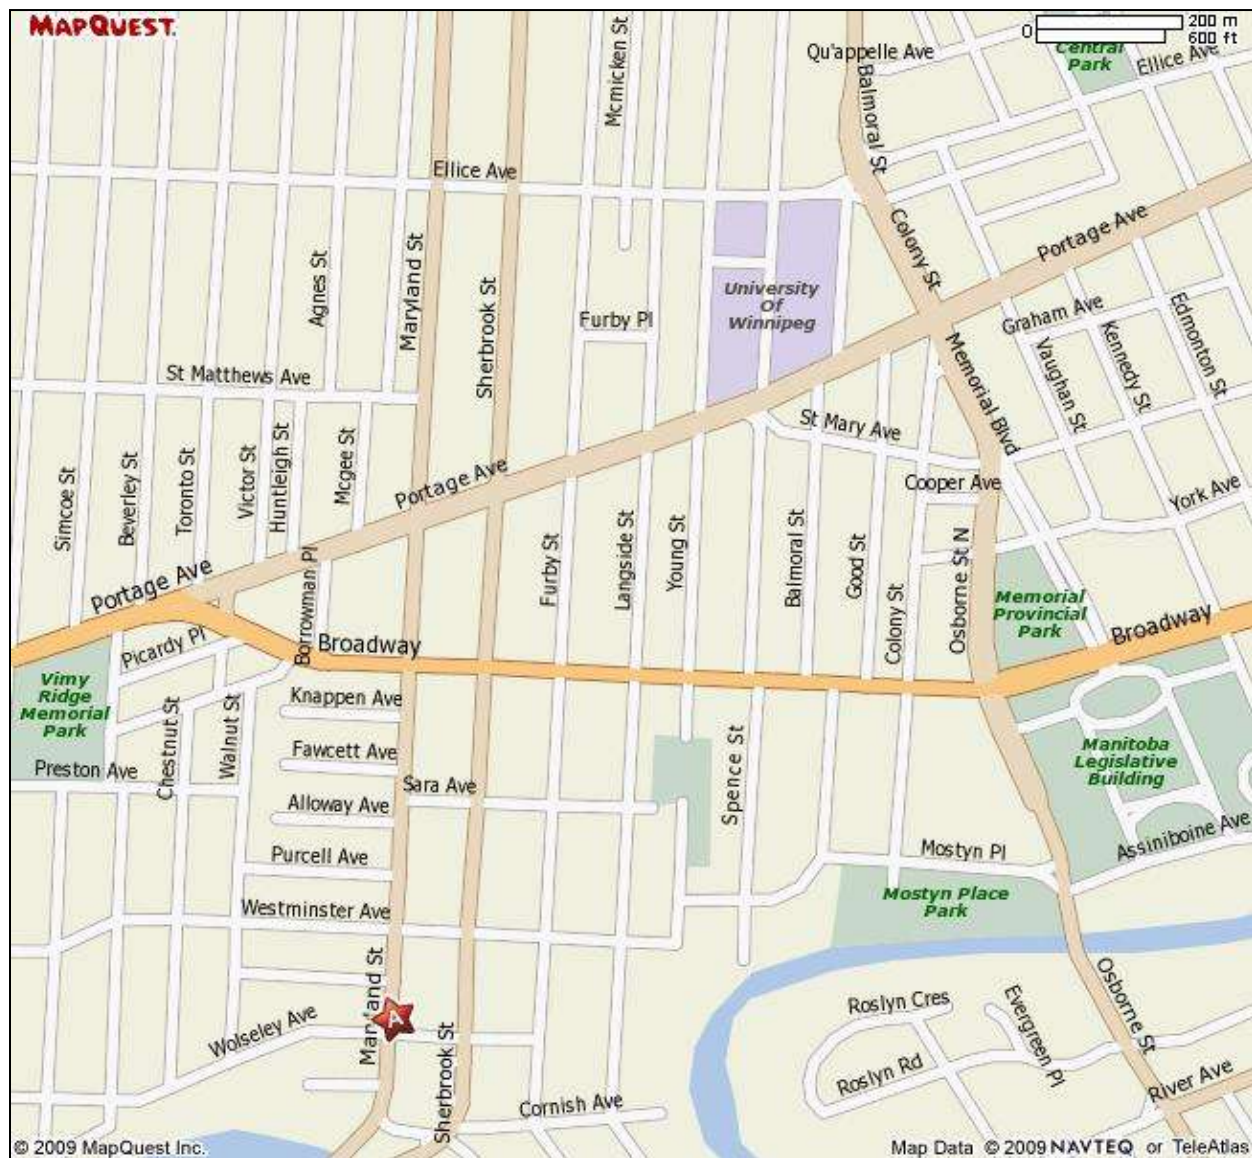 MAPQUEST.
0
200 m
600 ft
Central
Park
Ellice Ave
Qu'appelle Ave
Mcmicken St
Balmoral St
Ellice Ave
Colony St
Portage Ave
Maryland St
Agnes St
Sherbrook St
University
Of
Winnipeg
Furby Pl
Graham Ave
Edmonton St
Kennedy St
Vaughan St
Memorial Blvd
St Matthews Ave
St Mary Ave
Portage Ave
Cooper Ave
York Ave
Simcoe St
Beverley St
Toronto St
Victor St
Huntleigh St
Mcgee St
Furby St
Langside St
Young St
Balmoral St
Good St
Colony St
Osborne St N
Portage Ave
Borrowman Pl
Memorial
Provincial
Park
Broadway
Picardy Pl
Broadway
Vimy
Ridge
Memorial
Park
Knappen Ave
Chestnut St
Walnut St
Fawcett Ave
Manitoba
Legislative
Building
Preston Ave
Sara Ave
Spence St
Alloway Ave
Assiniboine Ave
Purcell Ave
Mostyn Pl
Mostyn Place
Park
Westminster Ave
Maryland St
A
Osborne St
Roslyn Cres
Evergreen Pl
Wolseley Ave
Sherbrook St
Roslyn Rd
River Ave
Cornish Ave
© 2009 MapQuest Inc.
Map Data © 2009 NAVTEQ or TeleAtlas